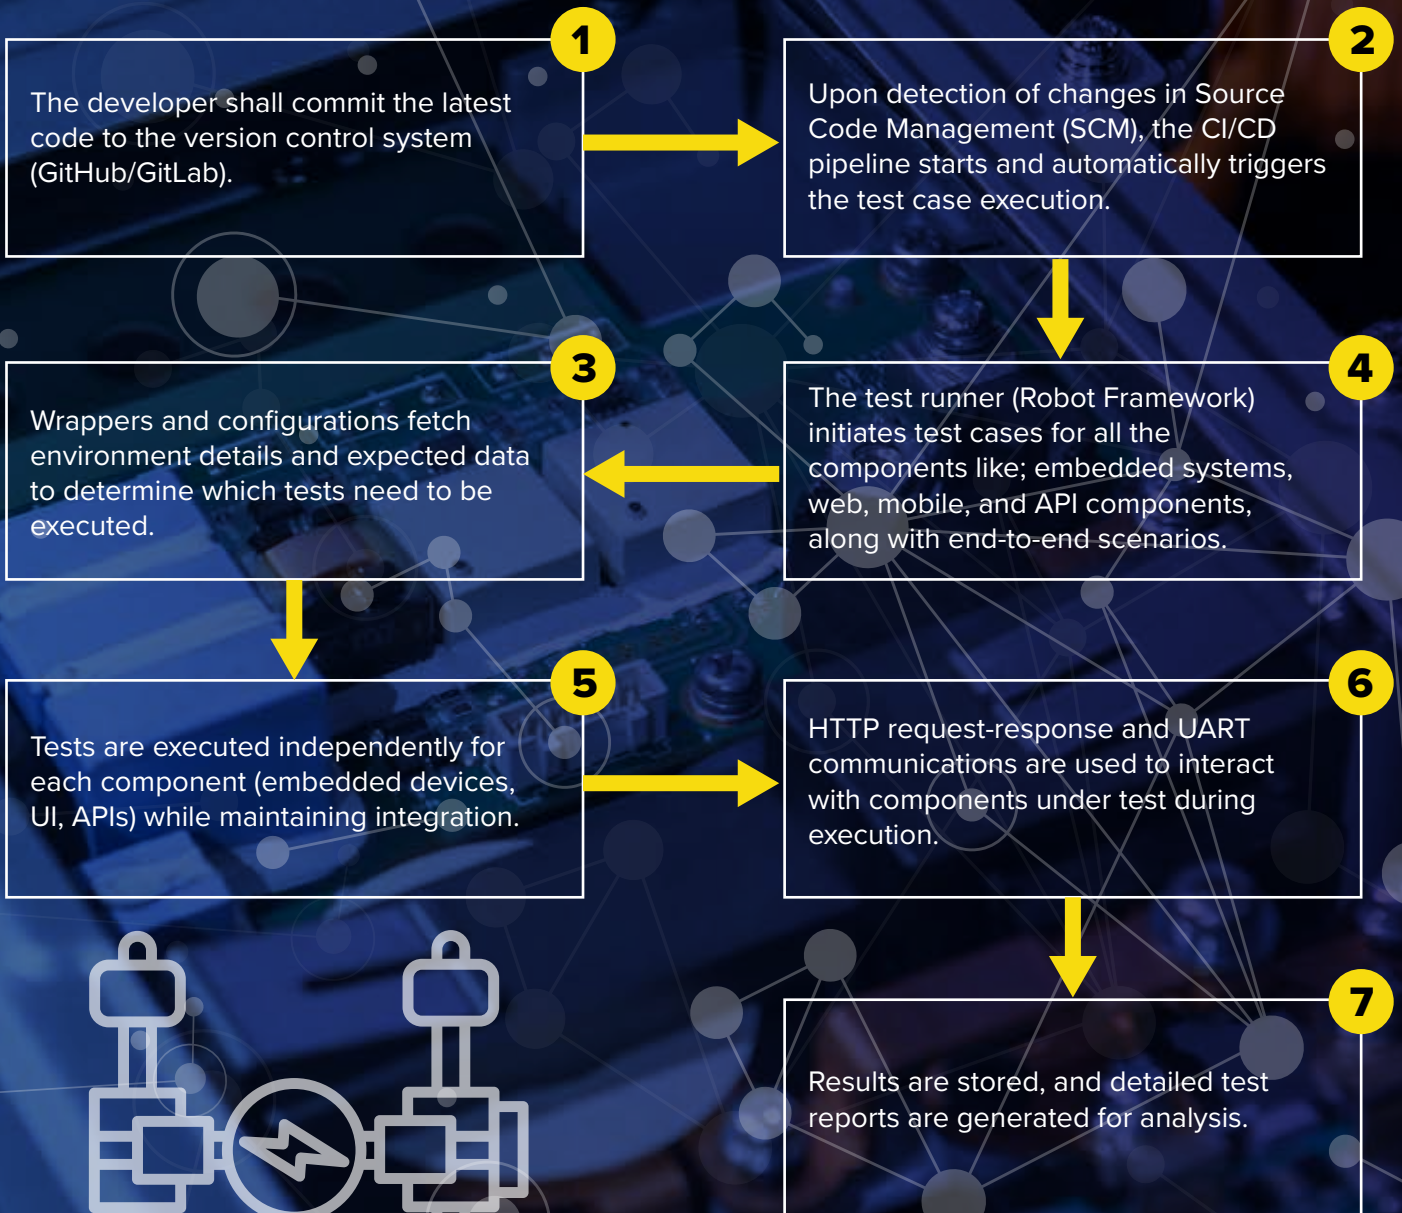 1
The developer shall commit the latest
code to the version control system
(GitHub/GitLab).
2
Upon detection of changes in Source
Code Management (SCM), the CI/CD
pipeline starts and automatically triggers
the test case execution.
3
Wrappers and configurations fetch
environment details and expected data
to determine which tests need to be
executed.
4
The test runner (Robot Framework)
initiates test cases for all the
components like; embedded systems,
web, mobile, and API components,
along with end-to-end scenarios.
5
Tests are executed independently for
each component (embedded devices,
UI, APIs) while maintaining integration.
6
HTTP request-response and UART
communications are used to interact
with components under test during
execution.
7
Results are stored, and detailed test
reports are generated for analysis.